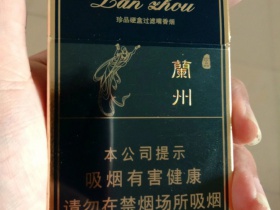 Lan zhou
珍品硬盒过滤嘴香烟
蘭州
本公司提示
吸烟有害健康
请勿在禁烟场所吸烟